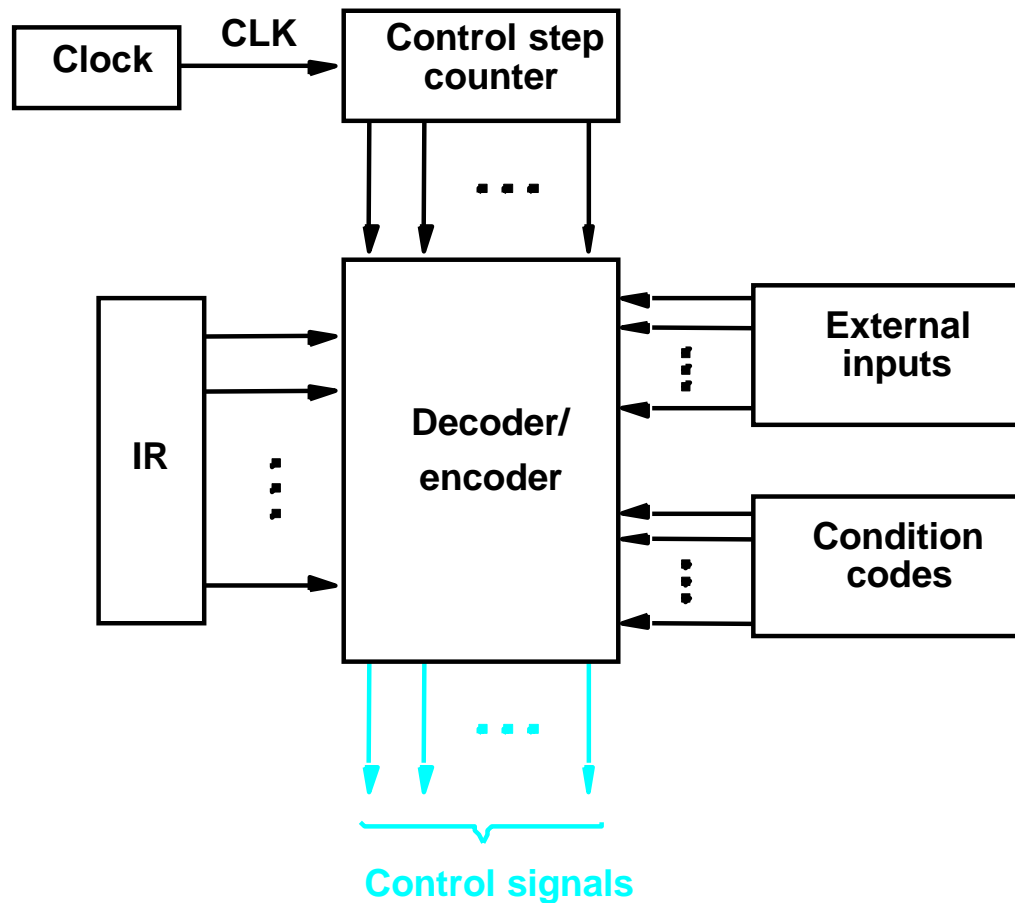 Clock
CLK
Control step
counter
IR
Decoder/
encoder
External
inputs
Condition
codes
Control signals